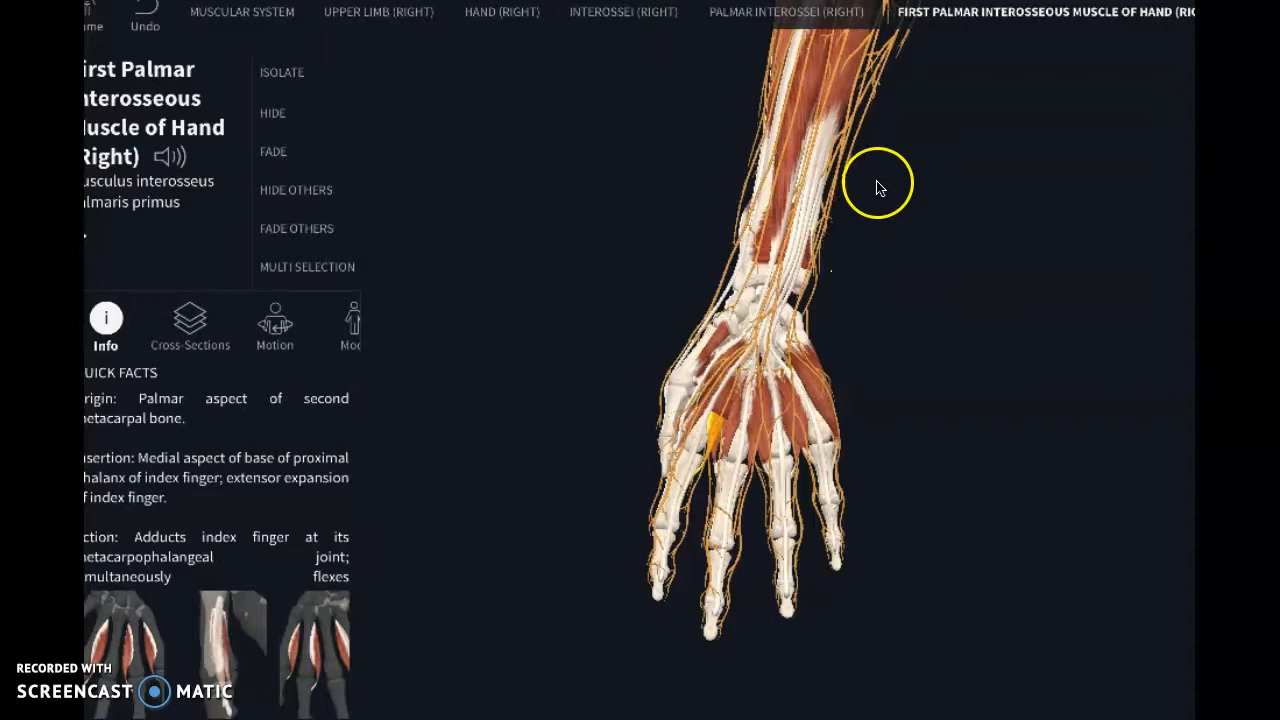 ome Undo
MUSCULAR SYSTEM UPPER LIMB (RIGHT) HAND (RIGHT) INTEROSSEI (RIGHT) PALMAR INTEROSSEI (RIGHT) FIRST PALMAR INTEROSSEOUS MUSCLE OF HAND (RIG
irst Palmar
nterosseous
uscle of Hand
Right)
usculus interosseus
almaris primus
ISOLATE
HIDE
FADE
HIDE OTHERS
FADE OTHERS
MULTI SELECTION
i
Info Cross-Sections Motion Mo
UICK FACTS
rigin: Palmar aspect of second
etacarpal bone.
nsertion: Medial aspect of base of proximal
halanx of index finger; extensor expansion
f index finger.
ction: Adducts index finger at its
etacarpophalangeal joint;
multaneously flexes
RECORDED WITH
SCREENCAST MATIC